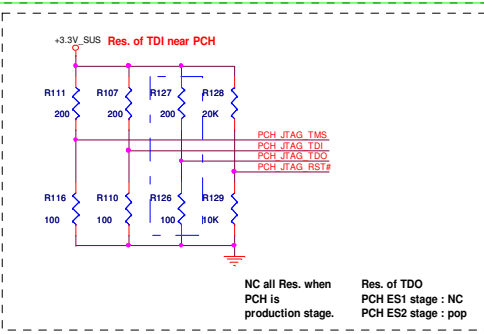 +3.3V_SUS Res. of TDI near PCH
R111 R107 R127 R128
200 200 200 20K
PCH_JTAG_TMS
PCH_JTAG_TDI
PCH_JTAG_TDO
PCH_JTAG_RST#
R116 R110 R126 R129
100 100 100 10K
NC all Res. when Res. of TDO
PCH is PCH ES1 stage : NC
production stage. PCH ES2 stage : pop